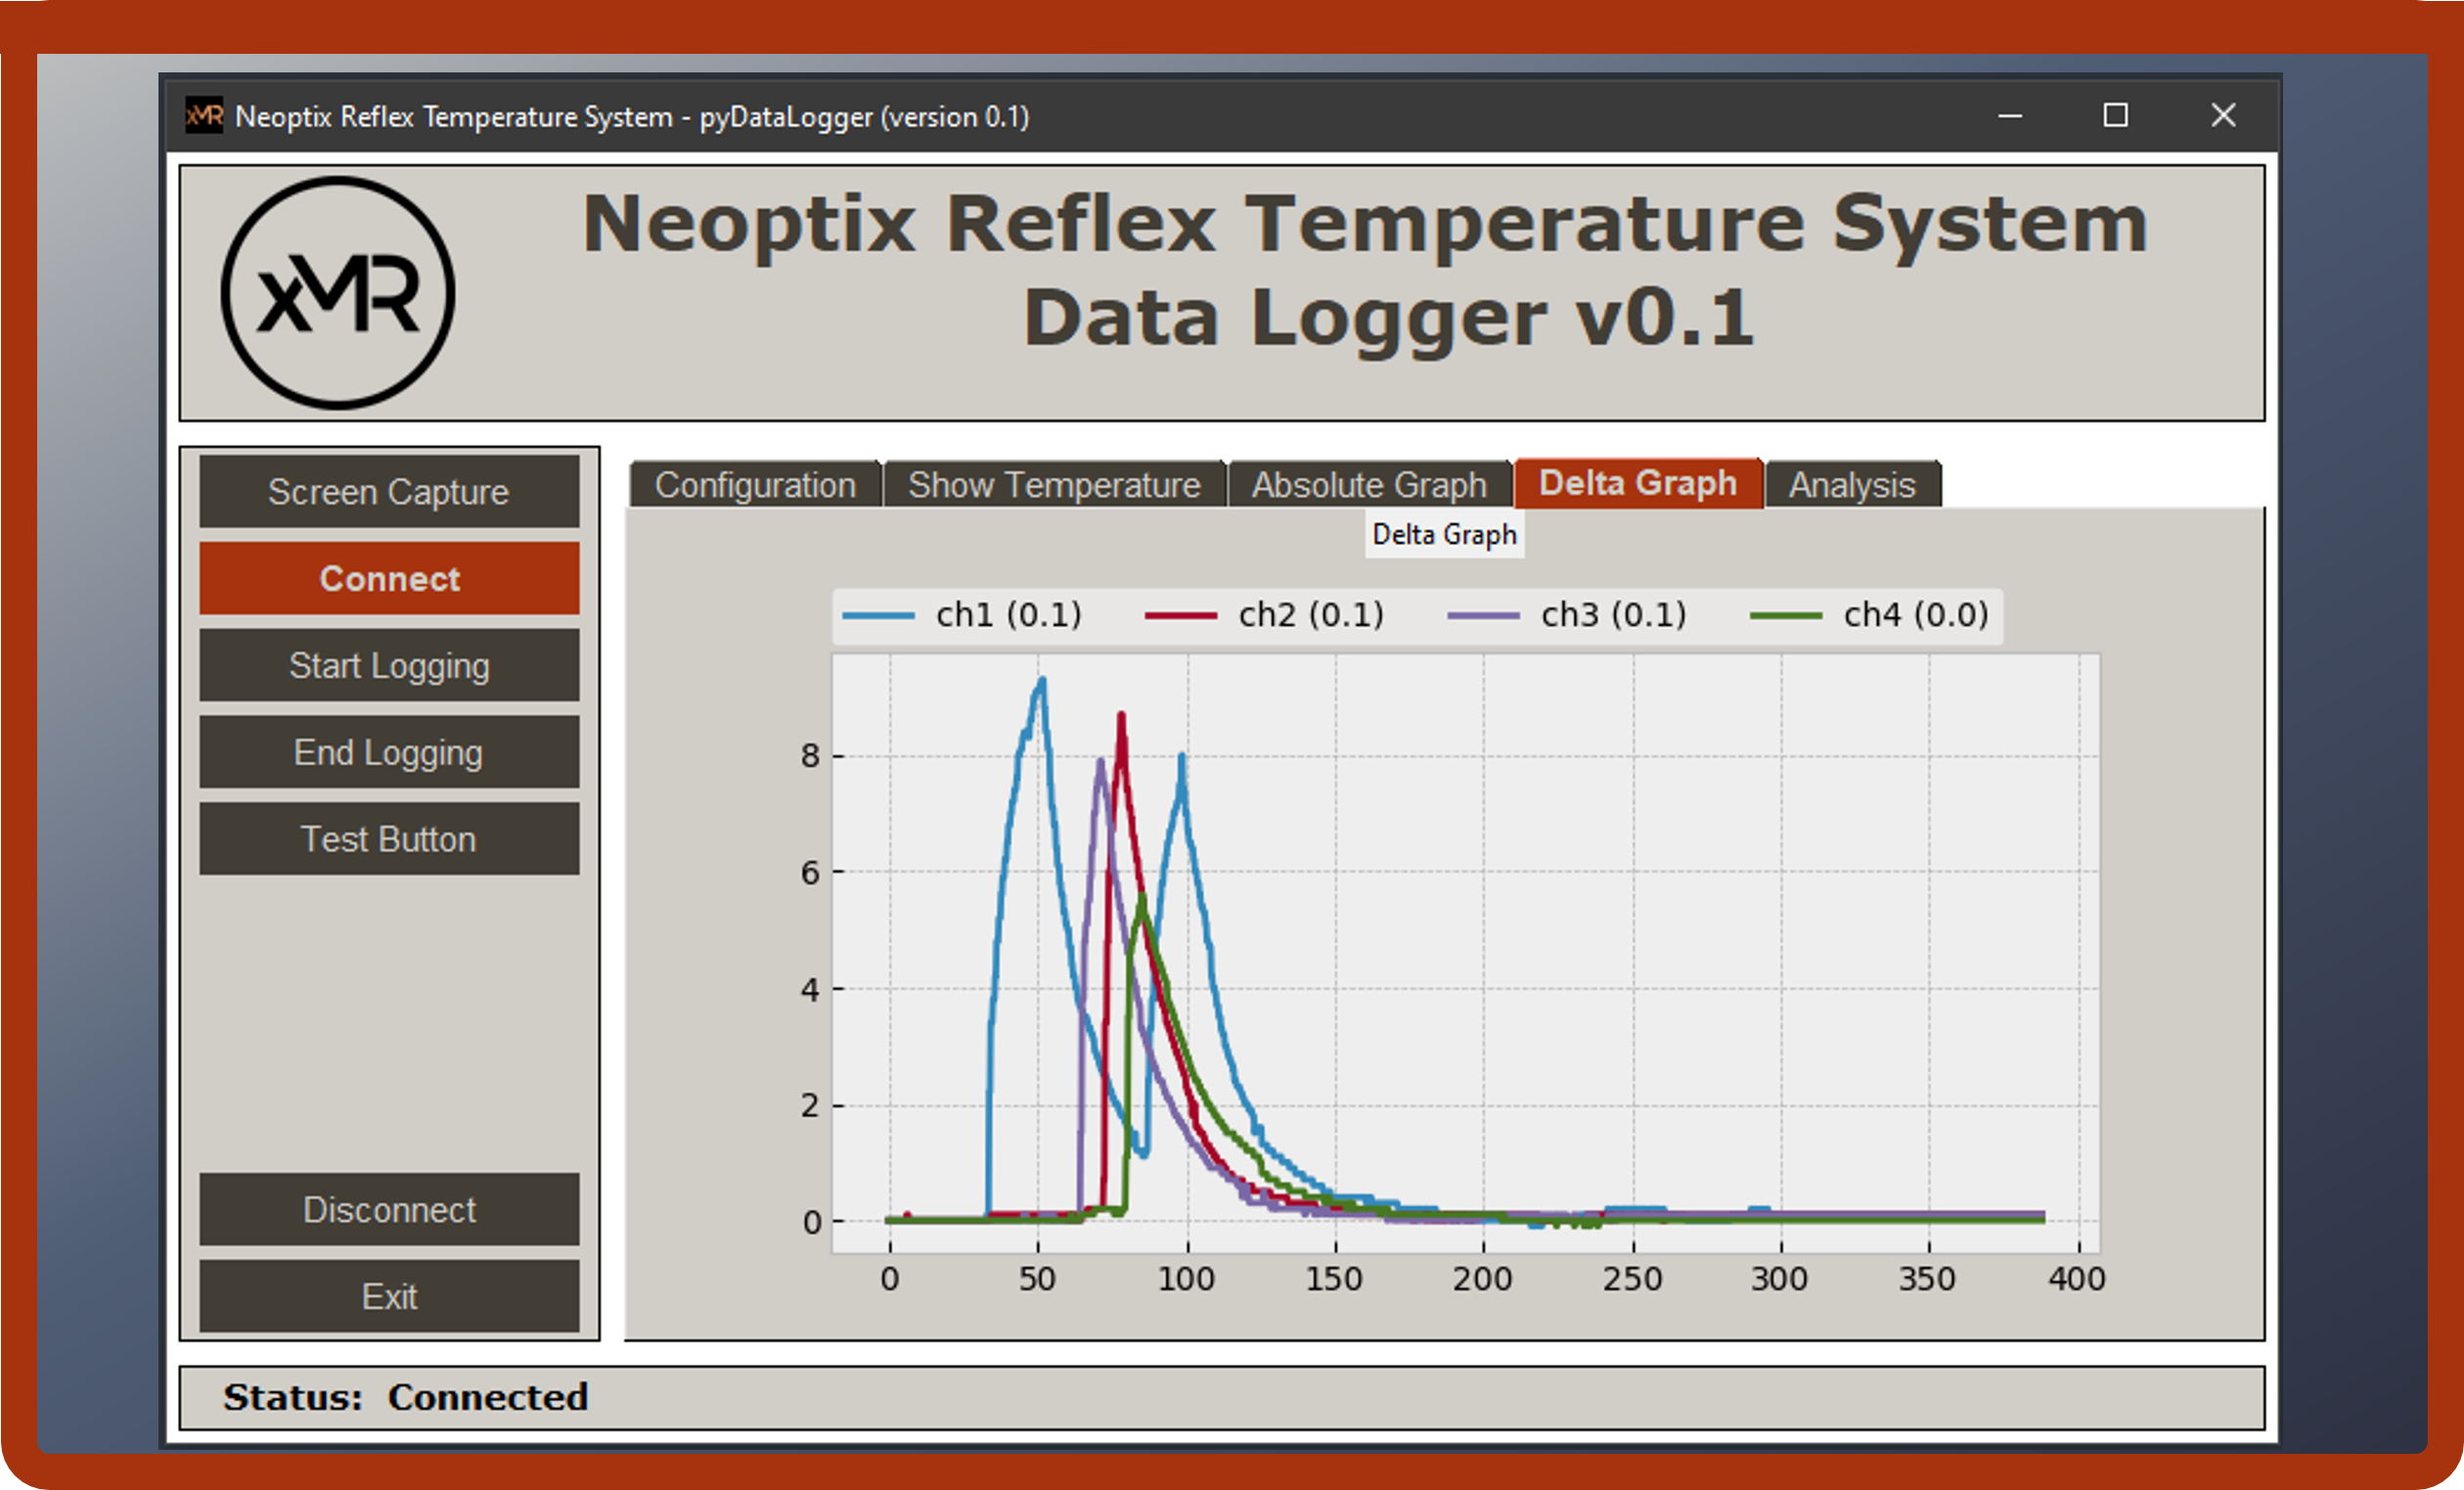 xMR Neoptix Reflex Temperature System - pyDataLogger (version 0.1)
xMR
Neoptix Reflex Temperature System
Data Logger v0.1
Screen Capture
Connect
Start Logging
End Logging
Test Button
Disconnect
Exit
Configuration Show Temperature Absolute Graph Delta Graph Analysis
Delta Graph
ch1 (0.1) ch2 (0.1) ch3 (0.1) ch4 (0.0)
8
6
4
2
0
0 50 100 150 200 250 300 350 400
Status: Connected